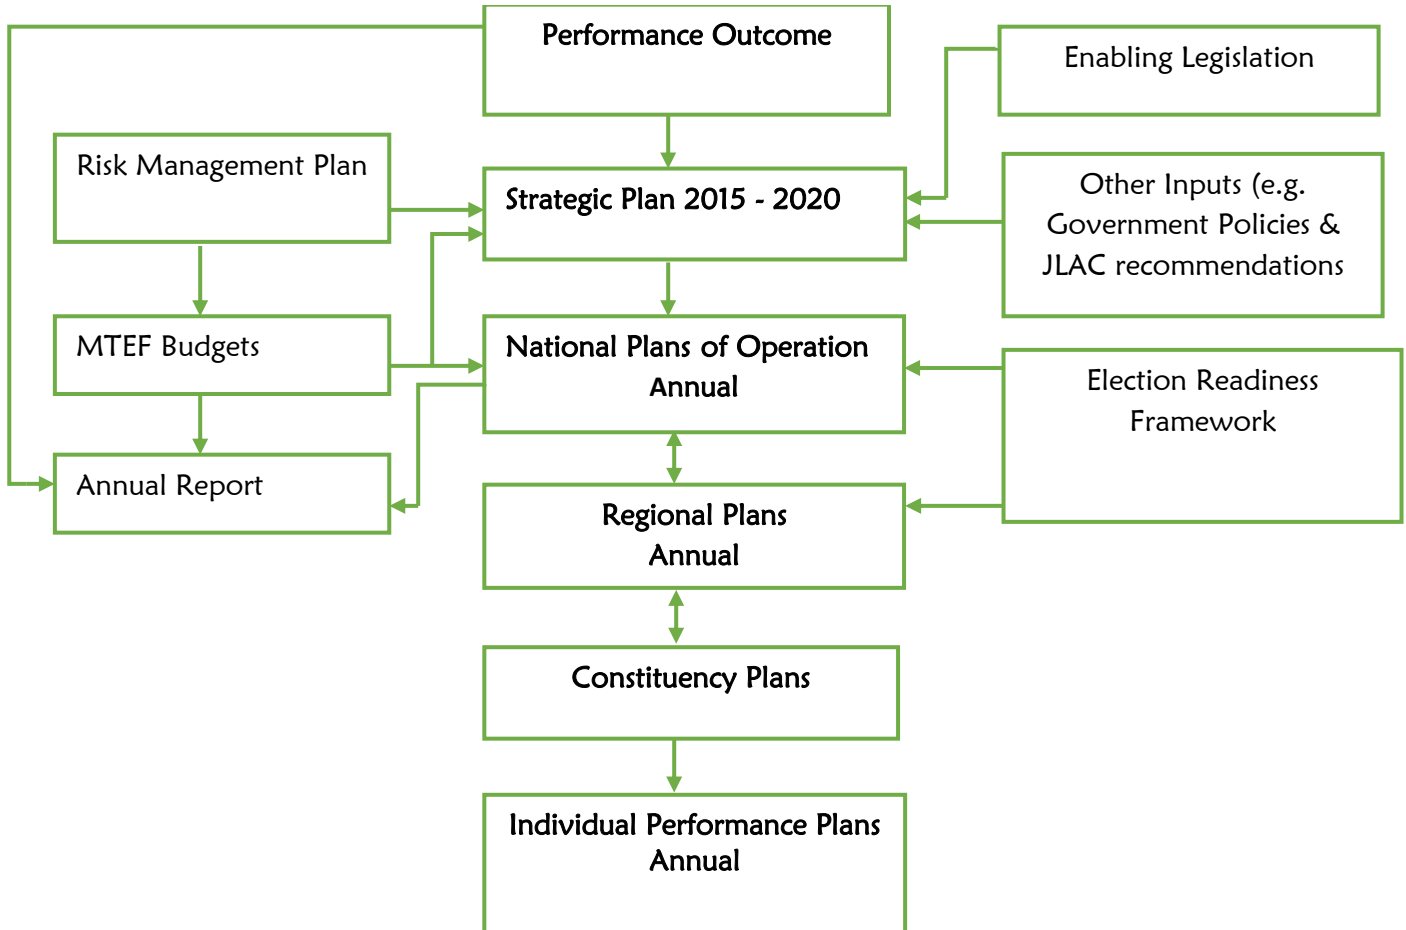 Performance Outcome
Enabling Legislation
Risk Management Plan
Strategic Plan 2015 - 2020
Other Inputs (e.g.
Government Policies &
JLAC recommendations
MTEF Budgets
National Plans of Operation
Annual
Election Readiness
Framework
Annual Report
Regional Plans
Annual
Constituency Plans
Individual Performance Plans
Annual